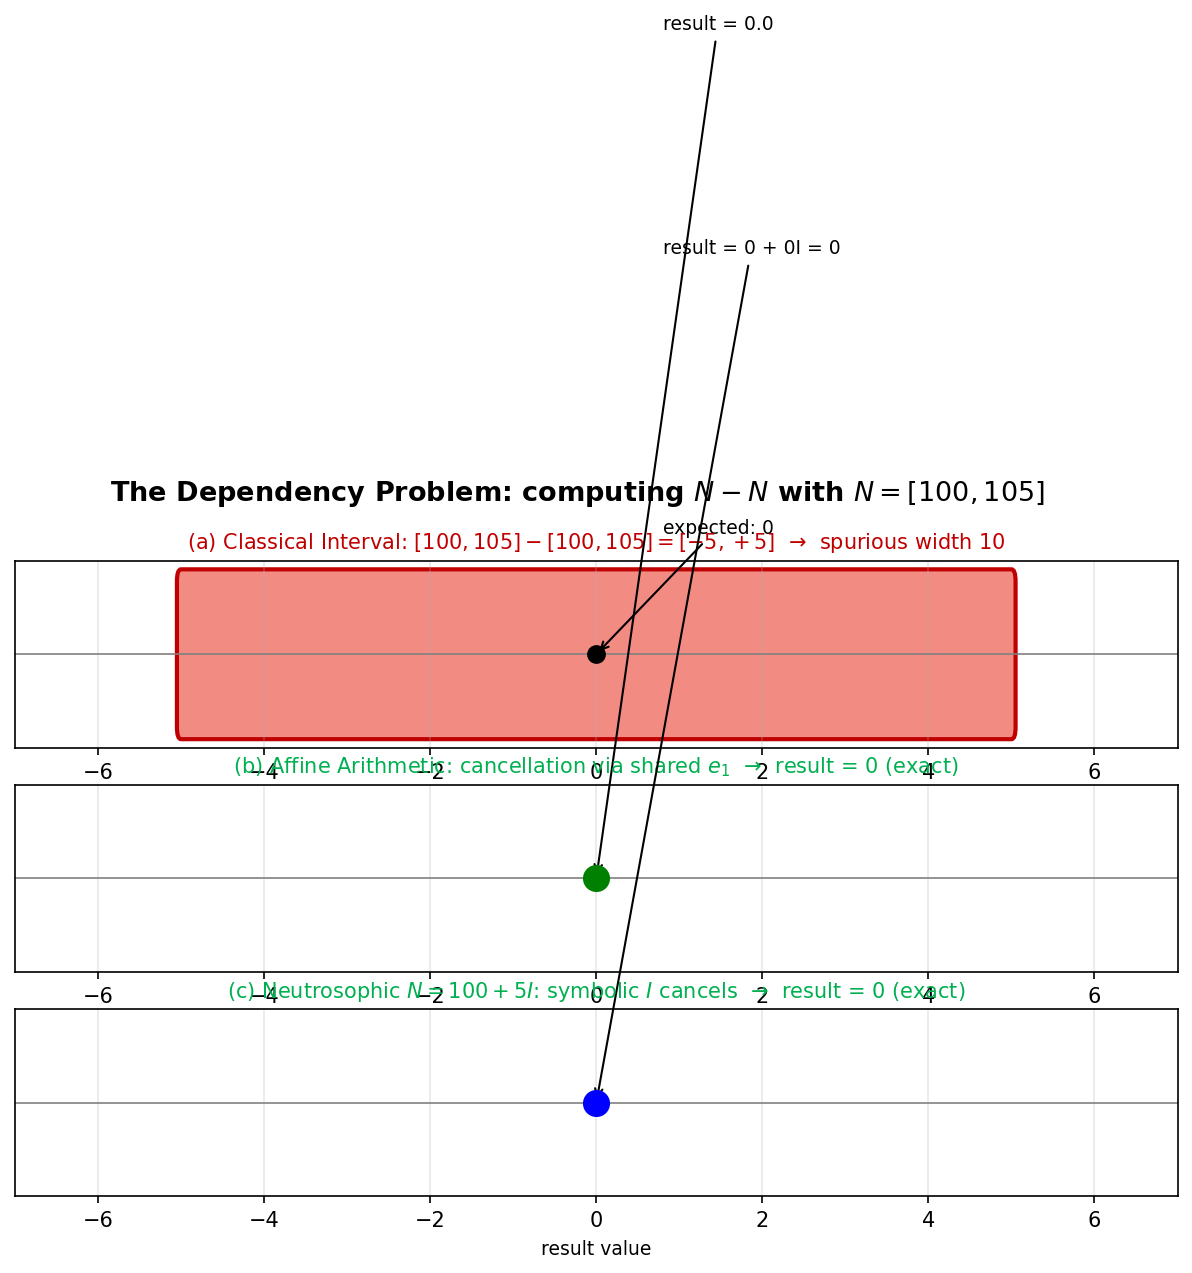 result = 0.0
result = 0 + 0I = 0
The Dependency Problem: computing N − N with N = [100, 105]
expected: 0
(a) Classical Interval: [100, 105] − [100, 105] = [−5, +5] → spurious width 10
−6 −4 −2 0 2 4 6
(b) Affine Arithmetic: cancellation via shared e₁ → result = 0 (exact)
−6 −4 −2 0 2 4 6
(c) Neutrosophic N = 100 + 5I: symbolic I cancels → result = 0 (exact)
−6 −4 −2 0 2 4 6
result value